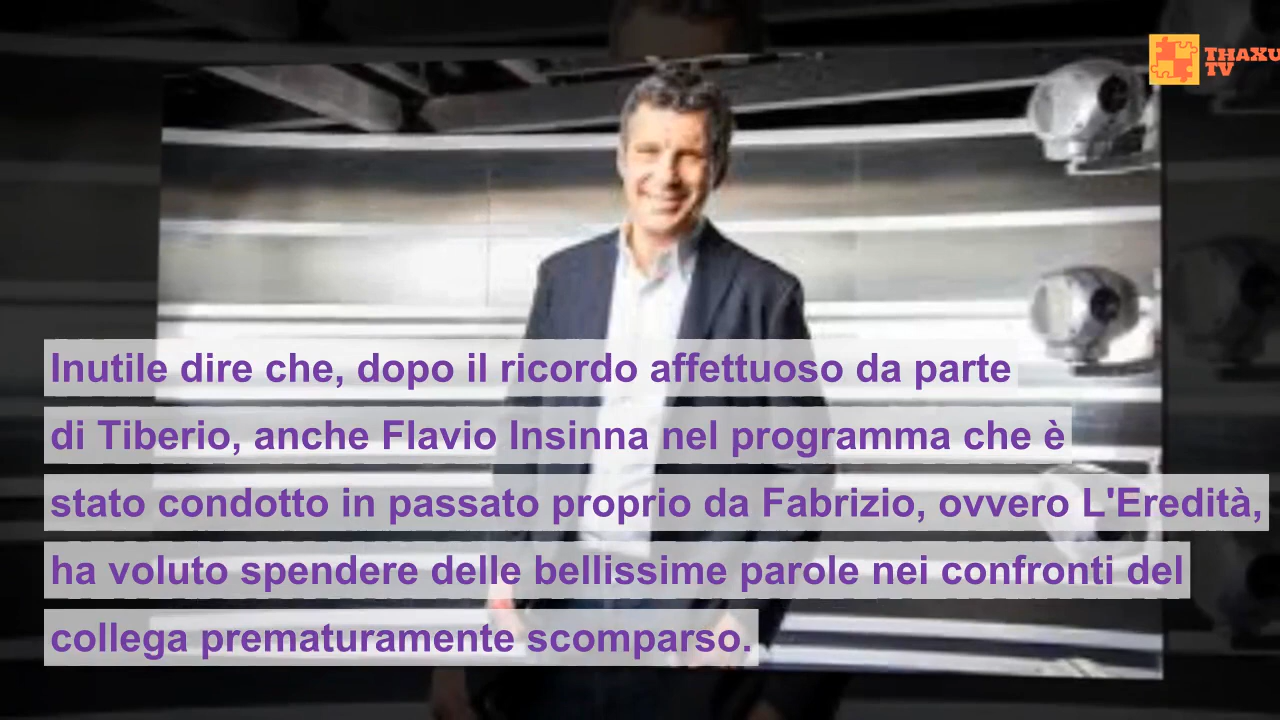 THAXU
TV
Inutile dire che, dopo il ricordo affettuoso da parte
di Tiberio, anche Flavio Insinna nel programma che è
stato condotto in passato proprio da Fabrizio, ovvero L'Eredità,
ha voluto spendere delle bellissime parole nei confronti del
collega prematuramente scomparso.